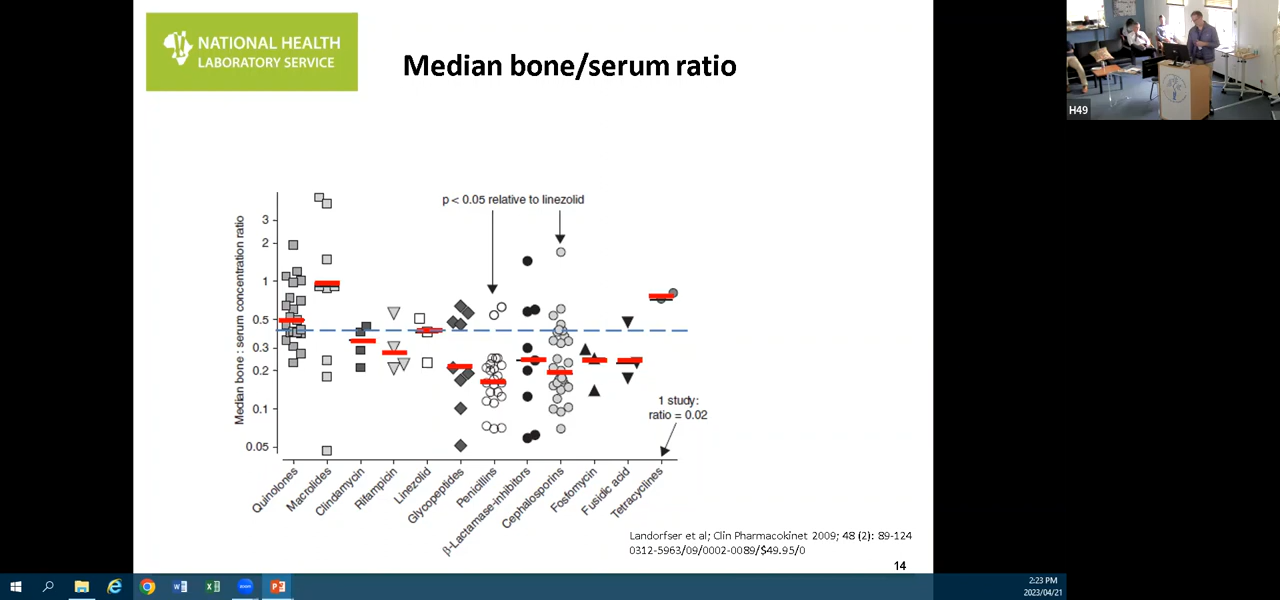 NATIONAL HEALTH
LABORATORY SERVICE
Median bone/serum ratio
H49
p < 0.05 relative to linezolid
Median bone : serum concentration ratio
3
2
1
0.5
0.3
0.2
0.1
0.05
1 study:
ratio = 0.02
Quinolones
Macrolides
Clindamycin
Rifampicin
Linezolid
Glycopeptides
Penicillins
β-Lactamase-inhibitors
Cephalosporins
Fosfomycin
Fusidic acid
Tetracyclines
Landorfser et al; Clin Pharmacokinet 2009; 48 (2): 89-124
0312-5963/09/0002-0089/$49.95/0
14
2:23 PM
2023/04/21